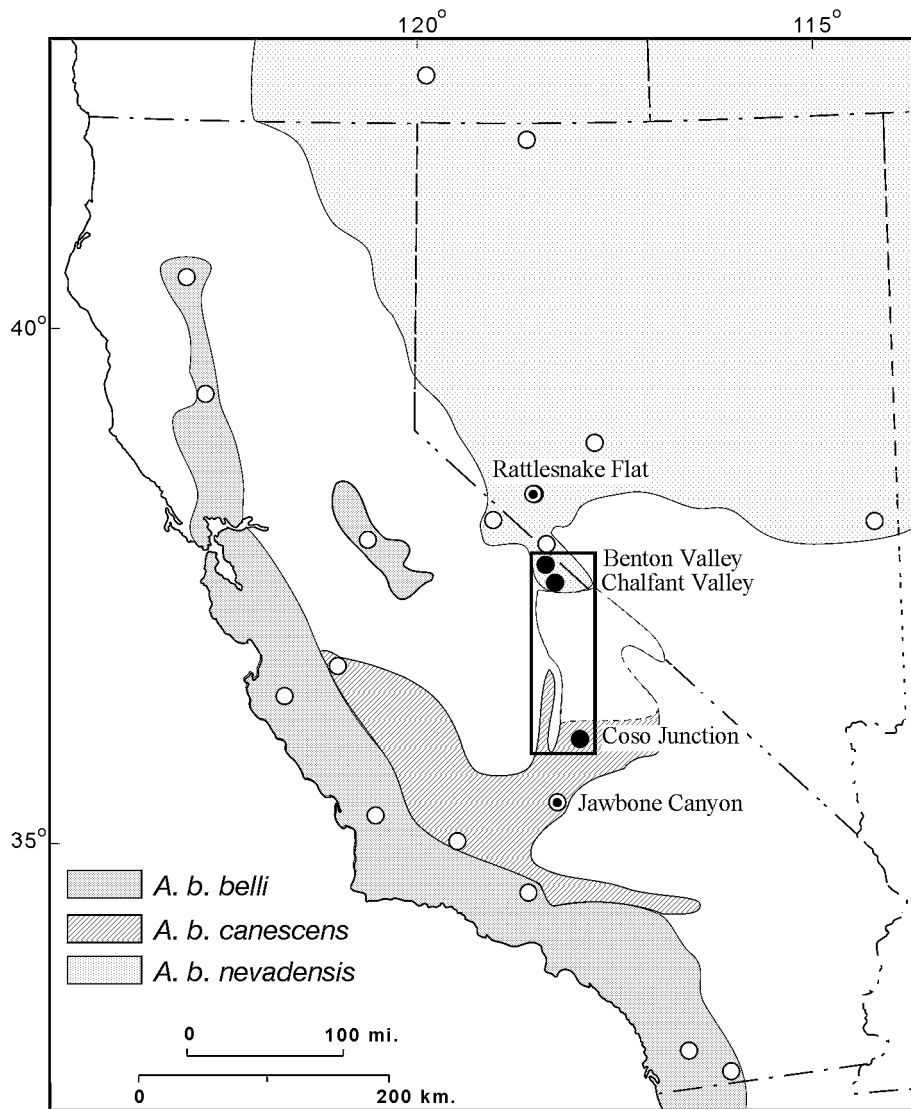 120° 115°
40°
Rattlesnake Flat
Benton Valley
Chalfant Valley
Coso Junction
Jawbone Canyon
35°
A. b. belli
A. b. canescens
A. b. nevadensis
0 100 mi.
0 200 km.